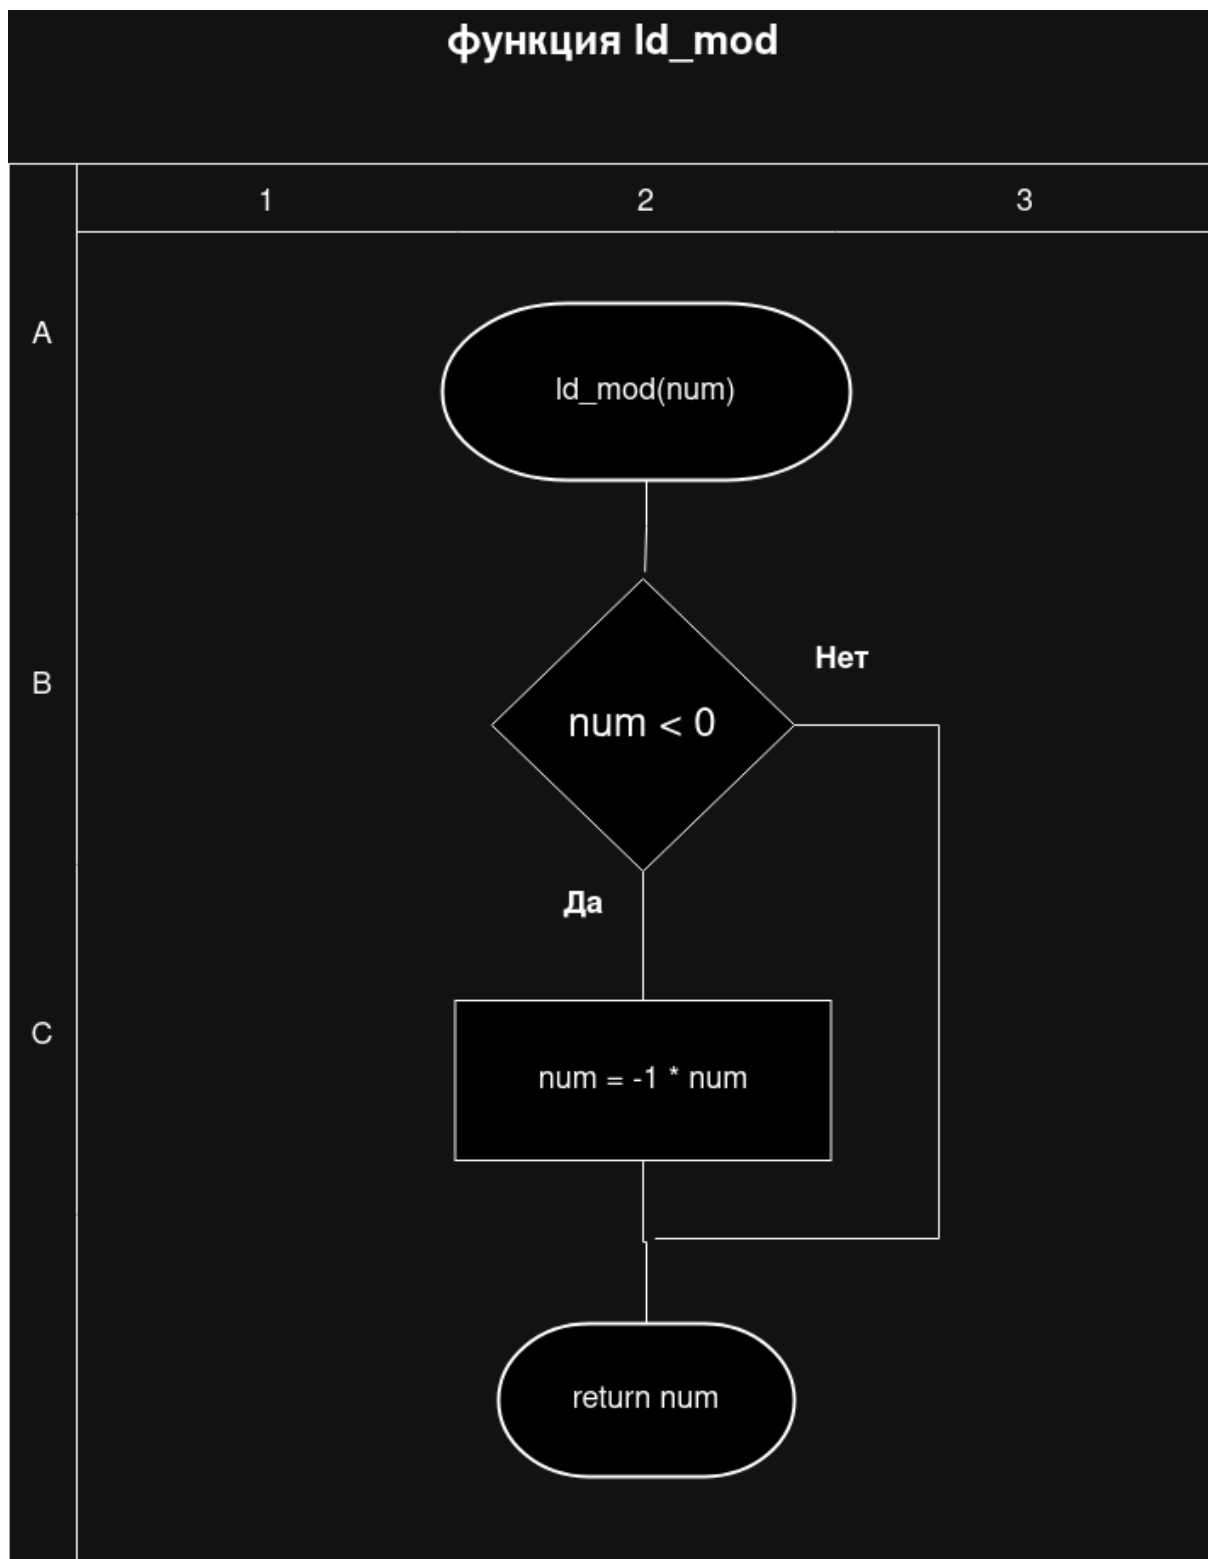 функция ld_mod
1 2 3
A
ld_mod(num)
Нет
B
num < 0
Да
C
num = -1 * num
return num